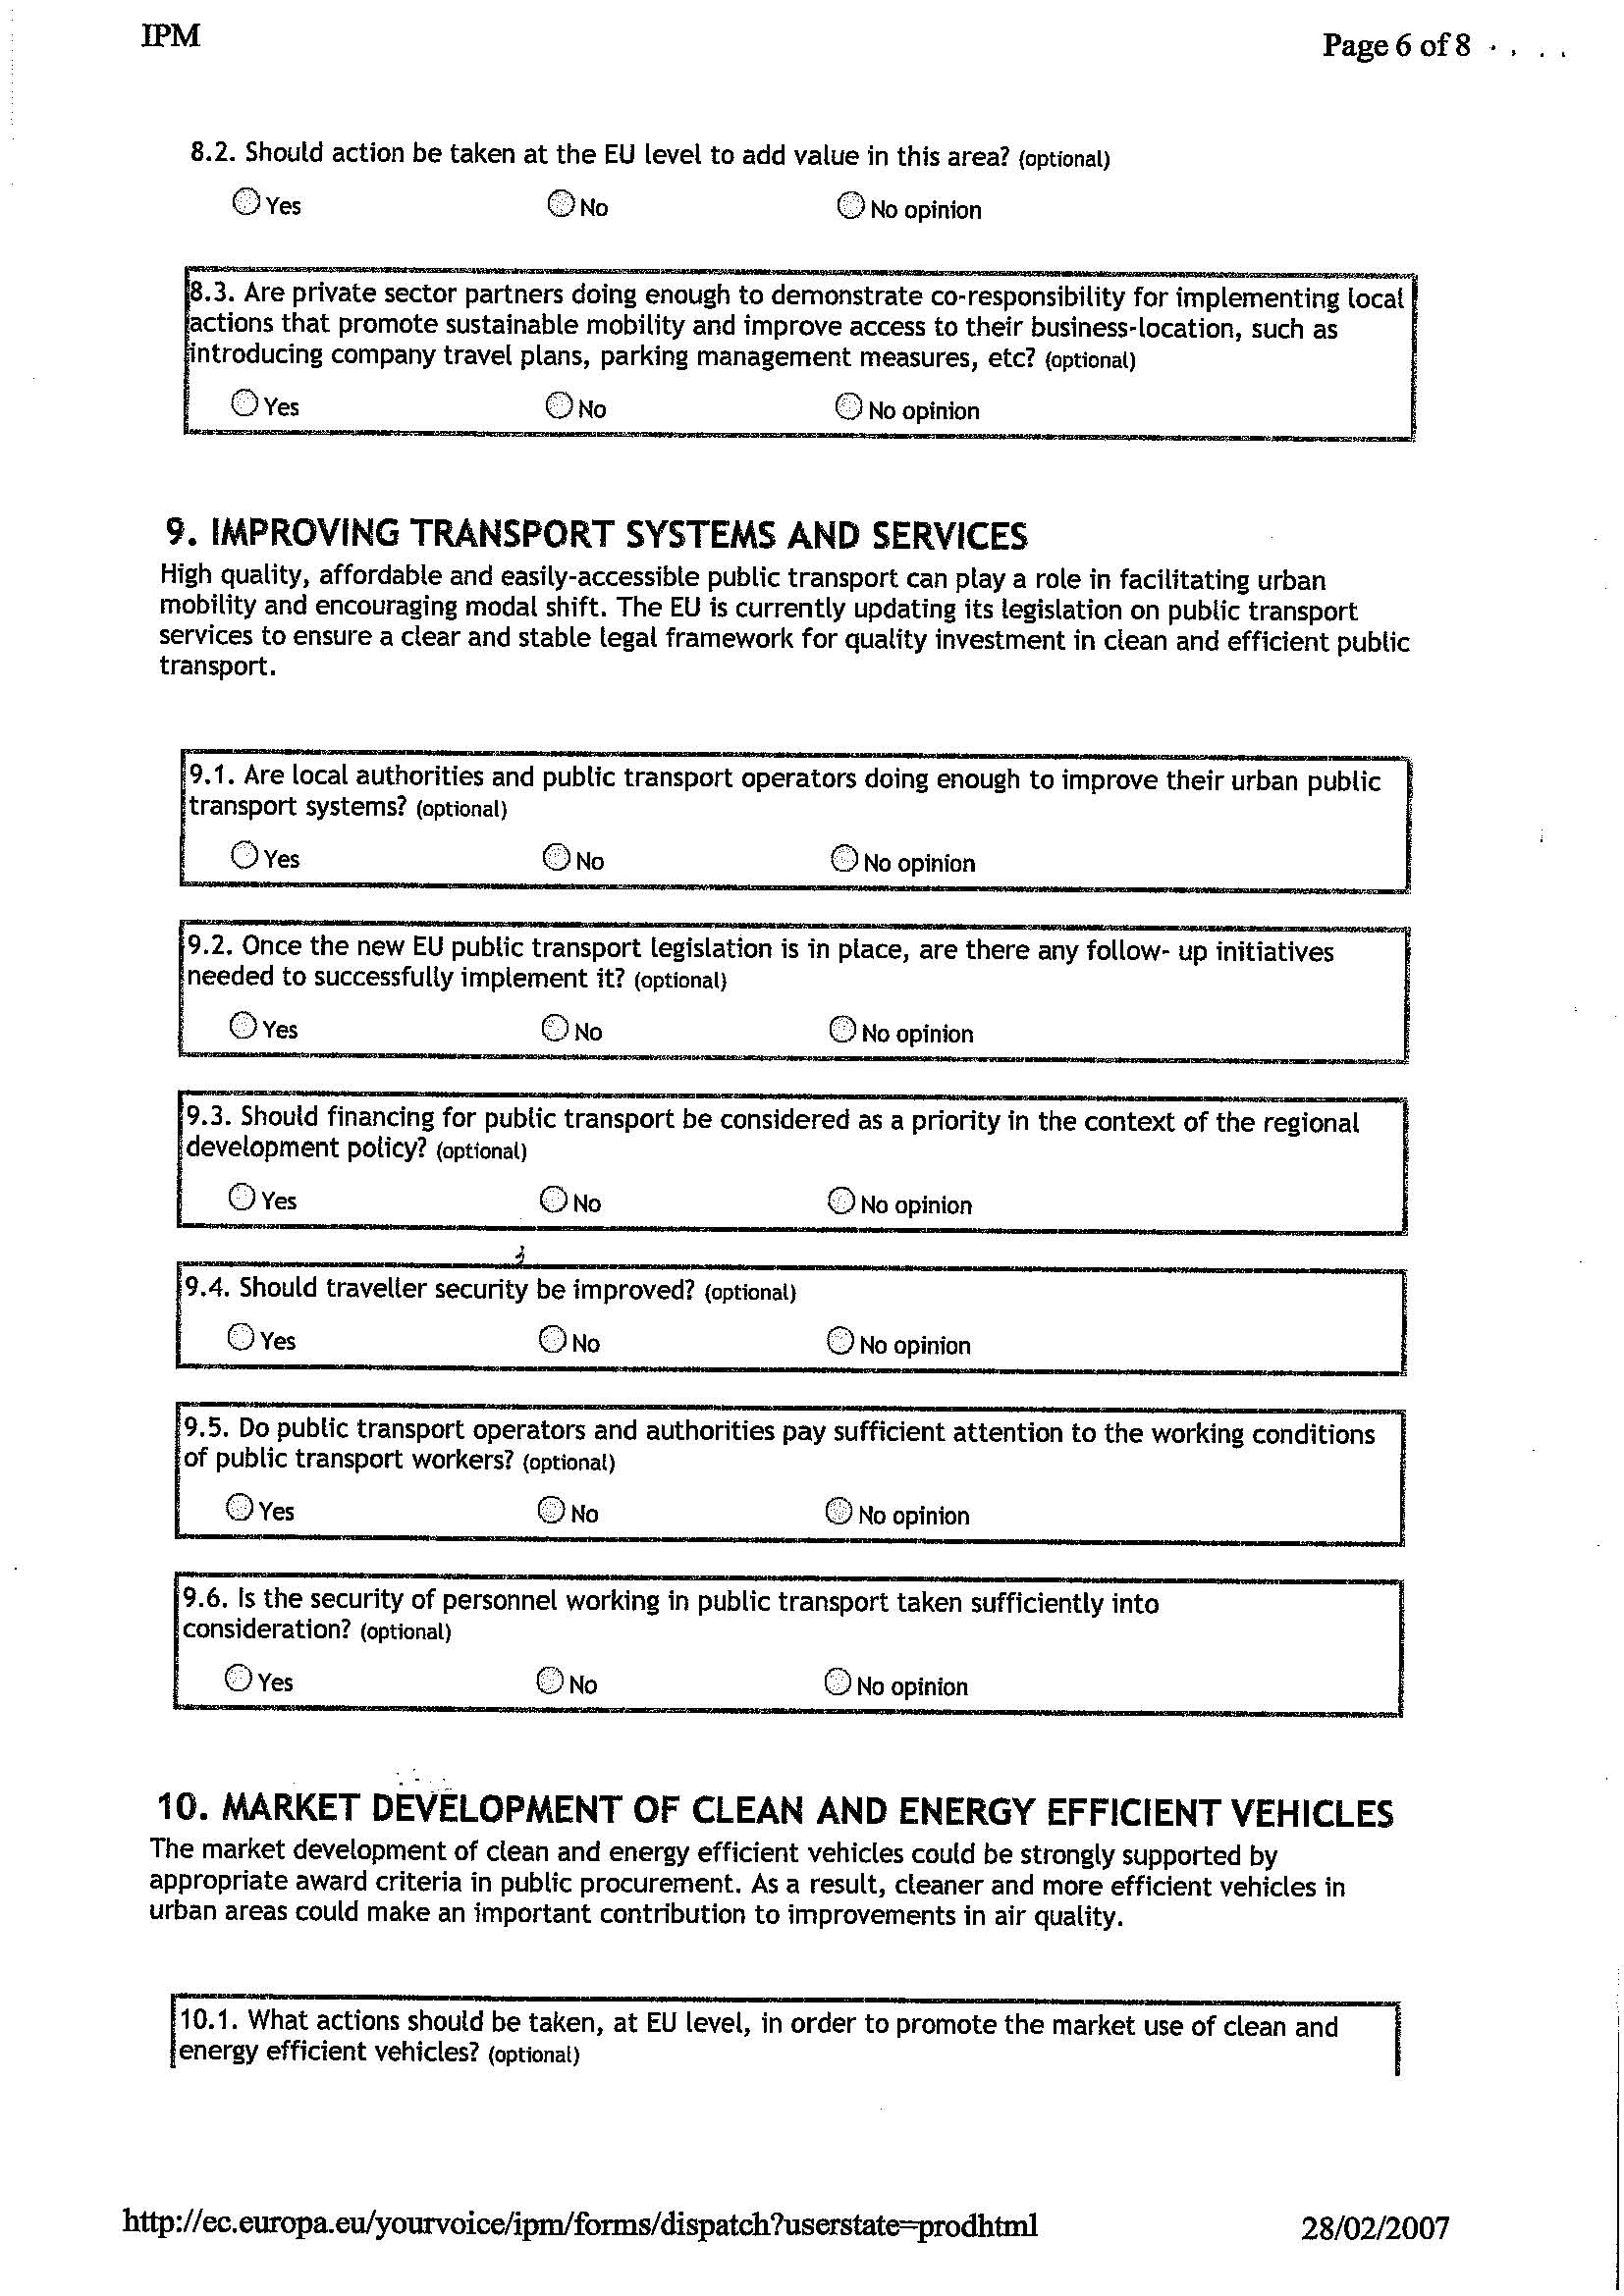 IPM
Page 6 of 8
8.2. Should action be taken at the EU level to add value in this area? (optional)
Yes No No opinion
8.3. Are private sector partners doing enough to demonstrate co-responsibility for implementing local
actions that promote sustainable mobility and improve access to their business-location, such as
introducing company travel plans, parking management measures, etc? (optional)
Yes No No opinion
9. IMPROVING TRANSPORT SYSTEMS AND SERVICES
High quality, affordable and easily-accessible public transport can play a role in facilitating urban
mobility and encouraging modal shift. The EU is currently updating its legislation on public transport
services to ensure a clear and stable legal framework for quality investment in clean and efficient public
transport.
9.1. Are local authorities and public transport operators doing enough to improve their urban public
transport systems? (optional)
Yes No No opinion
9.2. Once the new EU public transport legislation is in place, are there any follow- up initiatives
needed to successfully implement it? (optional)
Yes No No opinion
9.3. Should financing for public transport be considered as a priority in the context of the regional
development policy? (optional)
Yes No No opinion
9.4. Should traveller security be improved? (optional)
Yes No No opinion
9.5. Do public transport operators and authorities pay sufficient attention to the working conditions
of public transport workers? (optional)
Yes No No opinion
9.6. Is the security of personnel working in public transport taken sufficiently into
consideration? (optional)
Yes No No opinion
10. MARKET DEVELOPMENT OF CLEAN AND ENERGY EFFICIENT VEHICLES
The market development of clean and energy efficient vehicles could be strongly supported by
appropriate award criteria in public procurement. As a result, cleaner and more efficient vehicles in
urban areas could make an important contribution to improvements in air quality.
10.1. What actions should be taken, at EU level, in order to promote the market use of clean and
energy efficient vehicles? (optional)
http://ec.europa.eu/yourvoice/ipm/forms/dispatch?userstate=prodhtml
28/02/2007